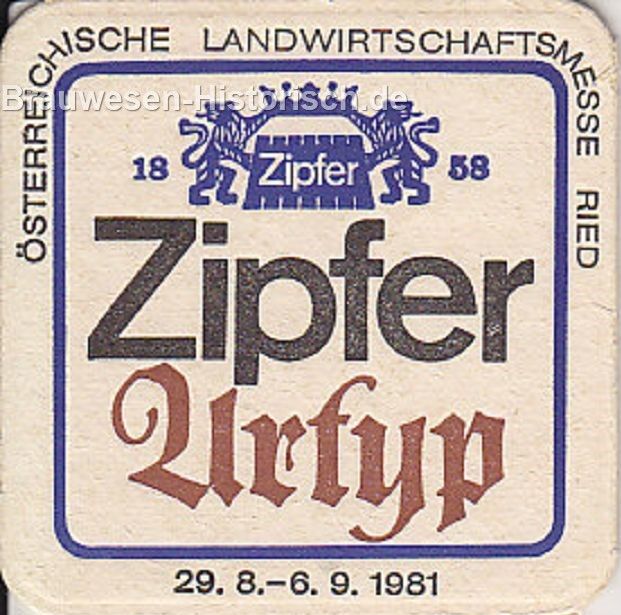 ÖSTERREICHISCHE LANDWIRTSCHAFTSMESSE RIED
Brauwesen-Historisch.de
18 Zipfer 58
Zipfer
Urtyp
29. 8.–6. 9. 1981